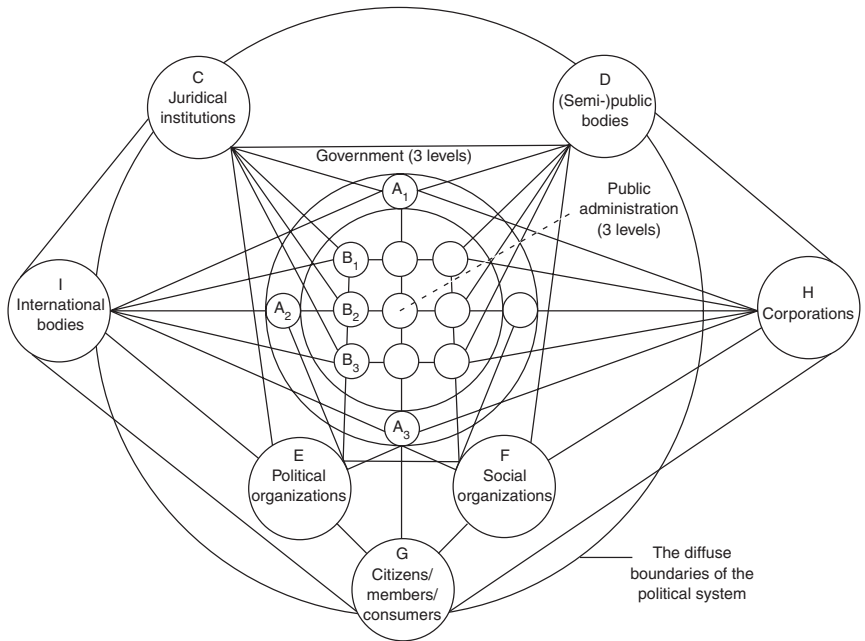 C
Juridical
institutions
D
(Semi-)public
bodies
Government (3 levels)
A1
Public
administration
(3 levels)
B1
I
International
bodies
A2
B2
H
Corporations
B3
A3
E
Political
organizations
F
Social
organizations
G
Citizens/
members/
consumers
The diffuse
boundaries of the
political system